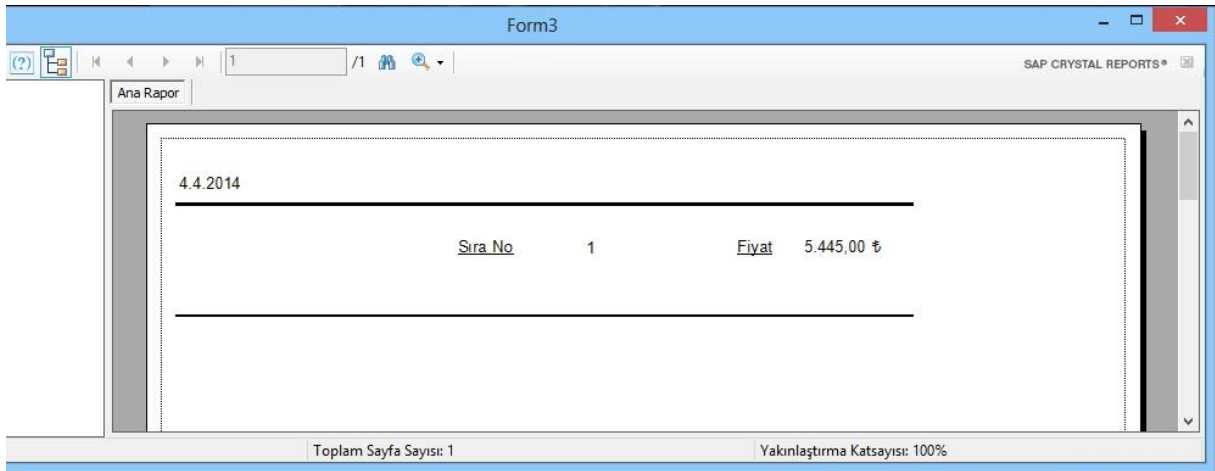 Form3
(?) 1 /1 SAP CRYSTAL REPORTS®
Ana Rapor
4.4.2014
Sıra No 1 Fiyat 5.445,00 ₺
Toplam Sayfa Sayısı: 1 Yakınlaştırma Katsayısı: 100%